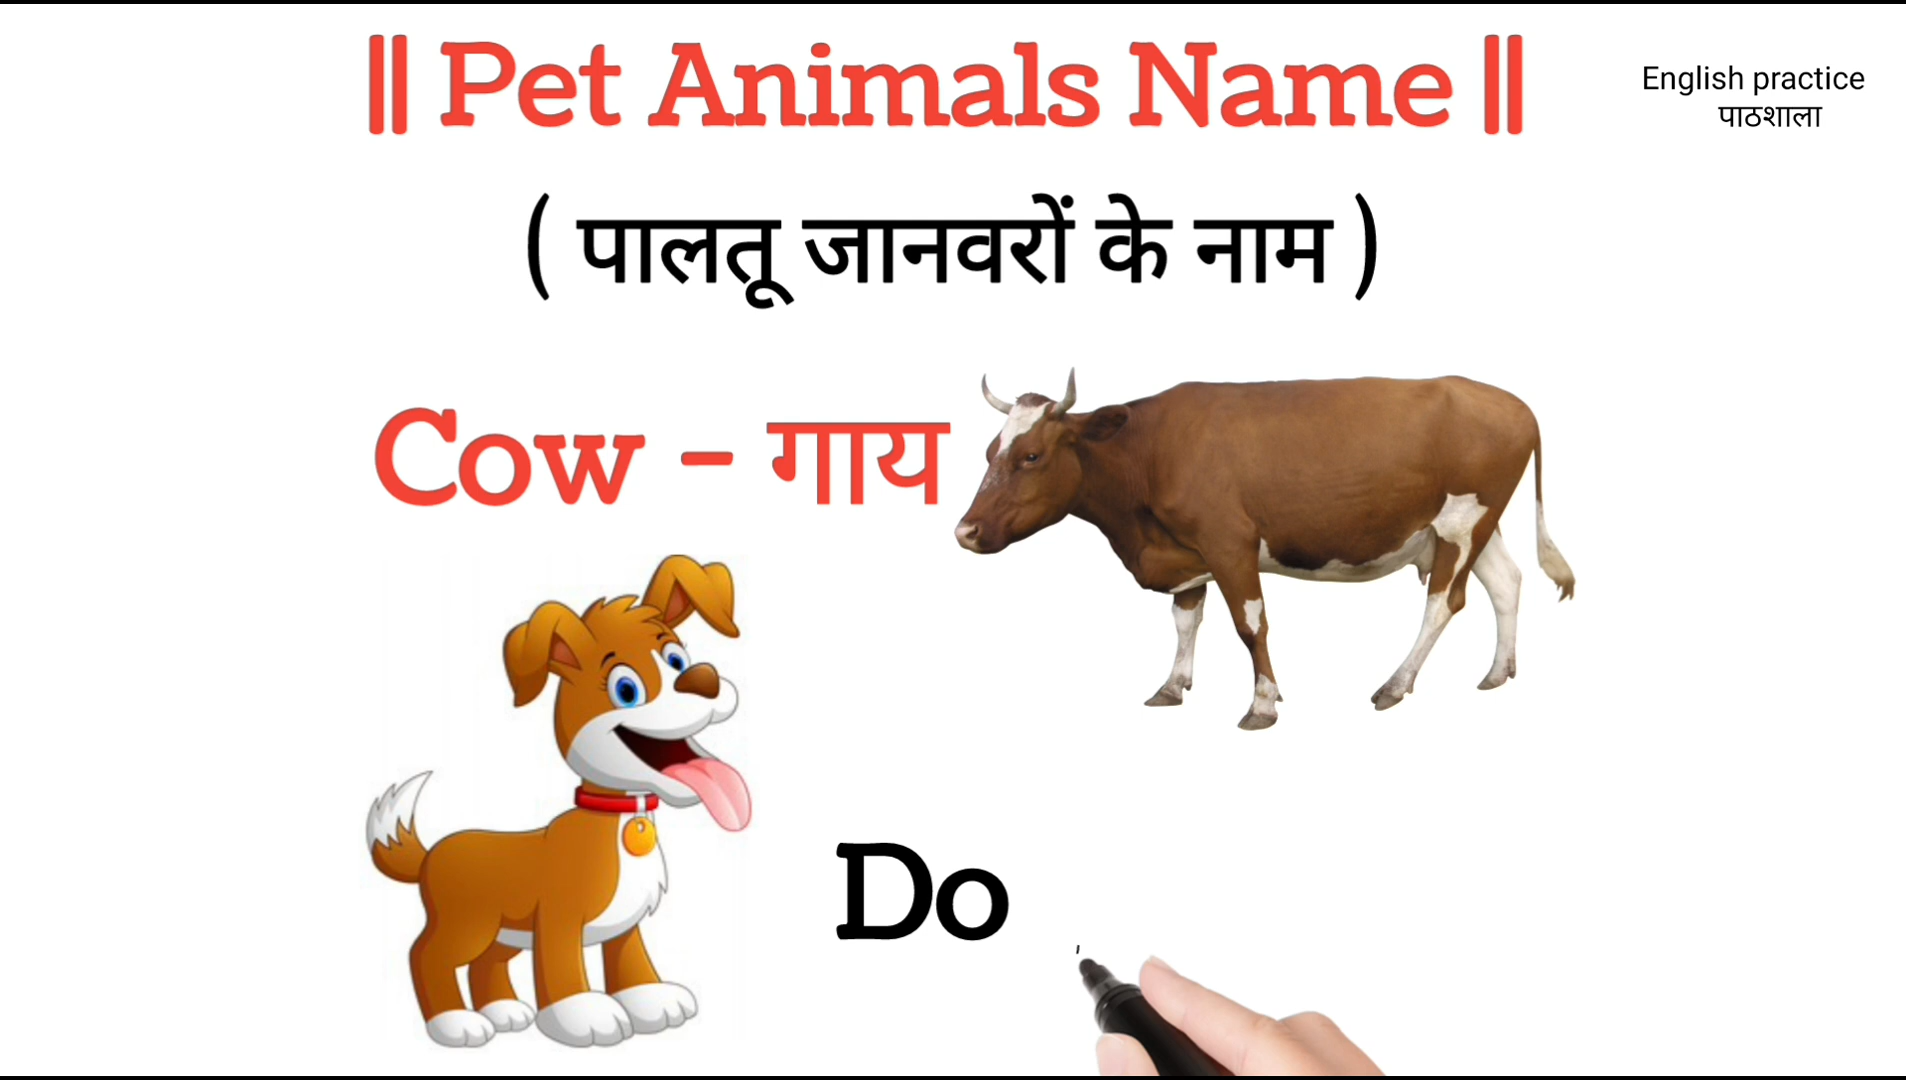 || Pet Animals Name ||
English practice
पाठशाला
( पालतू जानवरों के नाम )
Cow - गाय
Do